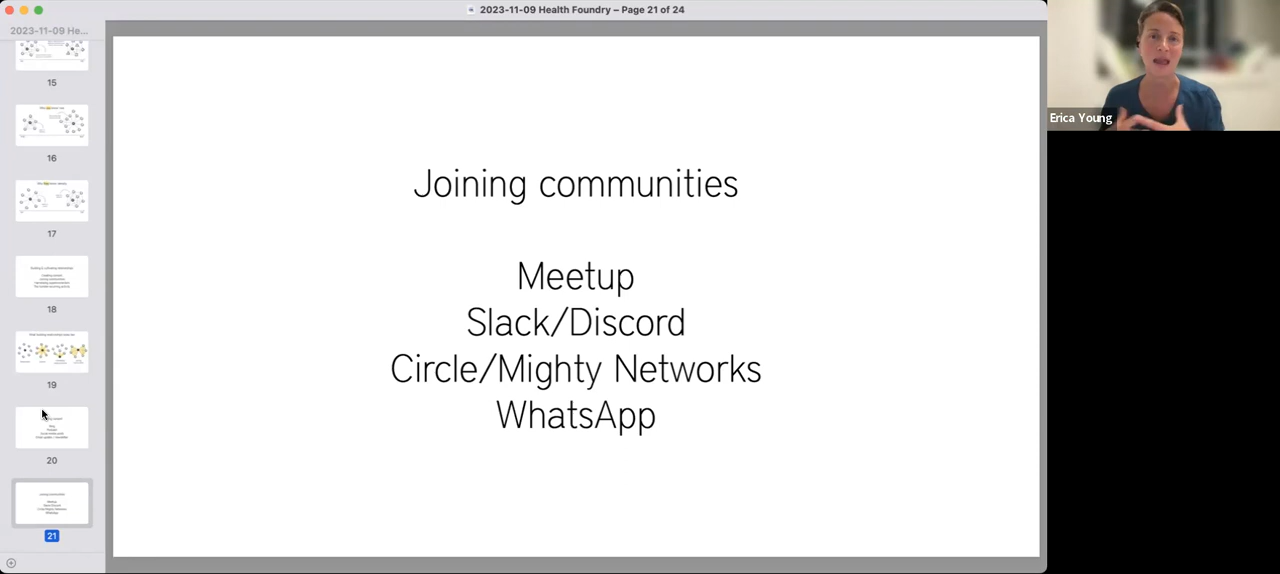 2023-11-09 Health Foundry – Page 21 of 24
2023-11-09 He...
15
16
17
18
19
20
21
Joining communities
Meetup
Slack/Discord
Circle/Mighty Networks
WhatsApp
Erica Young